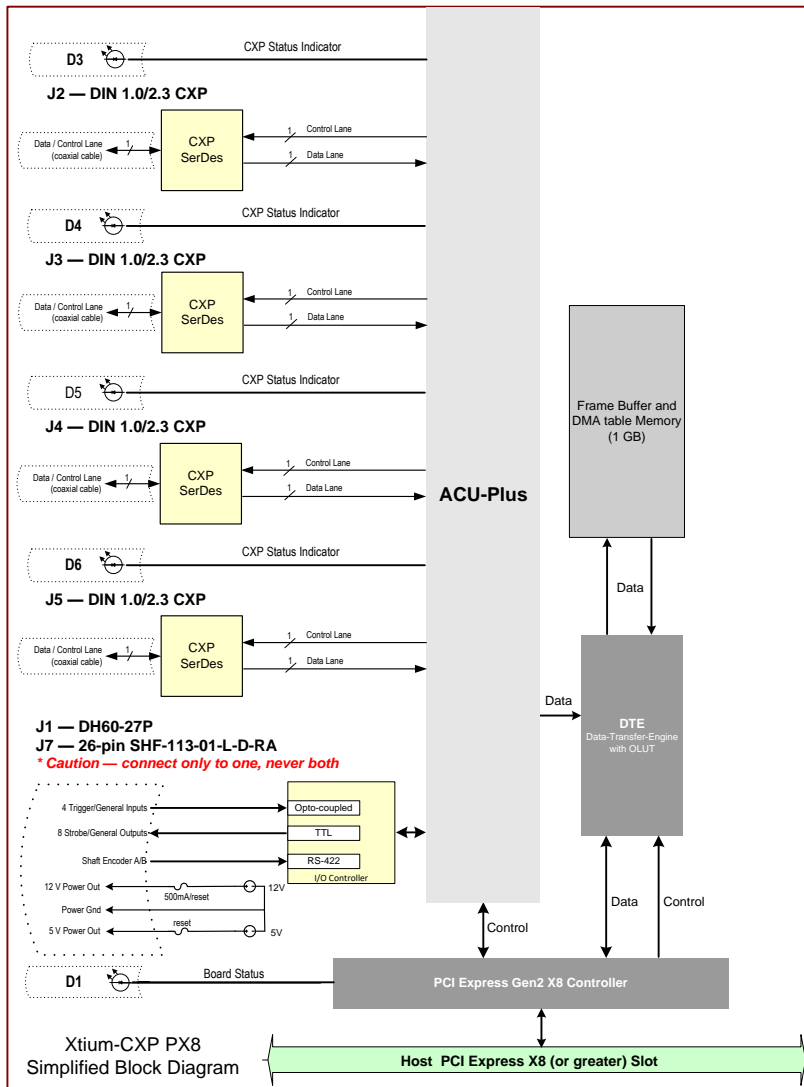 D3
CXP Status Indicator
J2 — DIN 1.0/2.3 CXP
Data / Control Lane
(coaxial cable)
1
CXP
SerDes
1 Control Lane
1 Data Lane
D4
CXP Status Indicator
J3 — DIN 1.0/2.3 CXP
Data / Control Lane
(coaxial cable)
1
CXP
SerDes
1 Control Lane
1 Data Lane
D5
CXP Status Indicator
J4 — DIN 1.0/2.3 CXP
Data / Control Lane
(coaxial cable)
1
CXP
SerDes
1 Control Lane
1 Data Lane
D6
CXP Status Indicator
J5 — DIN 1.0/2.3 CXP
Data / Control Lane
(coaxial cable)
1
CXP
SerDes
1 Control Lane
1 Data Lane
ACU-Plus
Frame Buffer and
DMA table Memory
(1 GB)
Data
Data
DTE
Data-Transfer-Engine
with OLUT
J1 — DH60-27P
J7 — 26-pin SHF-113-01-L-D-RA
* Caution — connect only to one, never both
4 Trigger/General Inputs
Opto-coupled
8 Strobe/General Outputs
TTL
Shaft Encoder A/B
RS-422
I/O Controller
12 V Power Out
500mA/reset
12V
Power Gnd
5 V Power Out
reset
5V
Control
Data
Control
D1
Board Status
PCI Express Gen2 X8 Controller
Xtium-CXP PX8
Simplified Block Diagram
Host PCI Express X8 (or greater) Slot